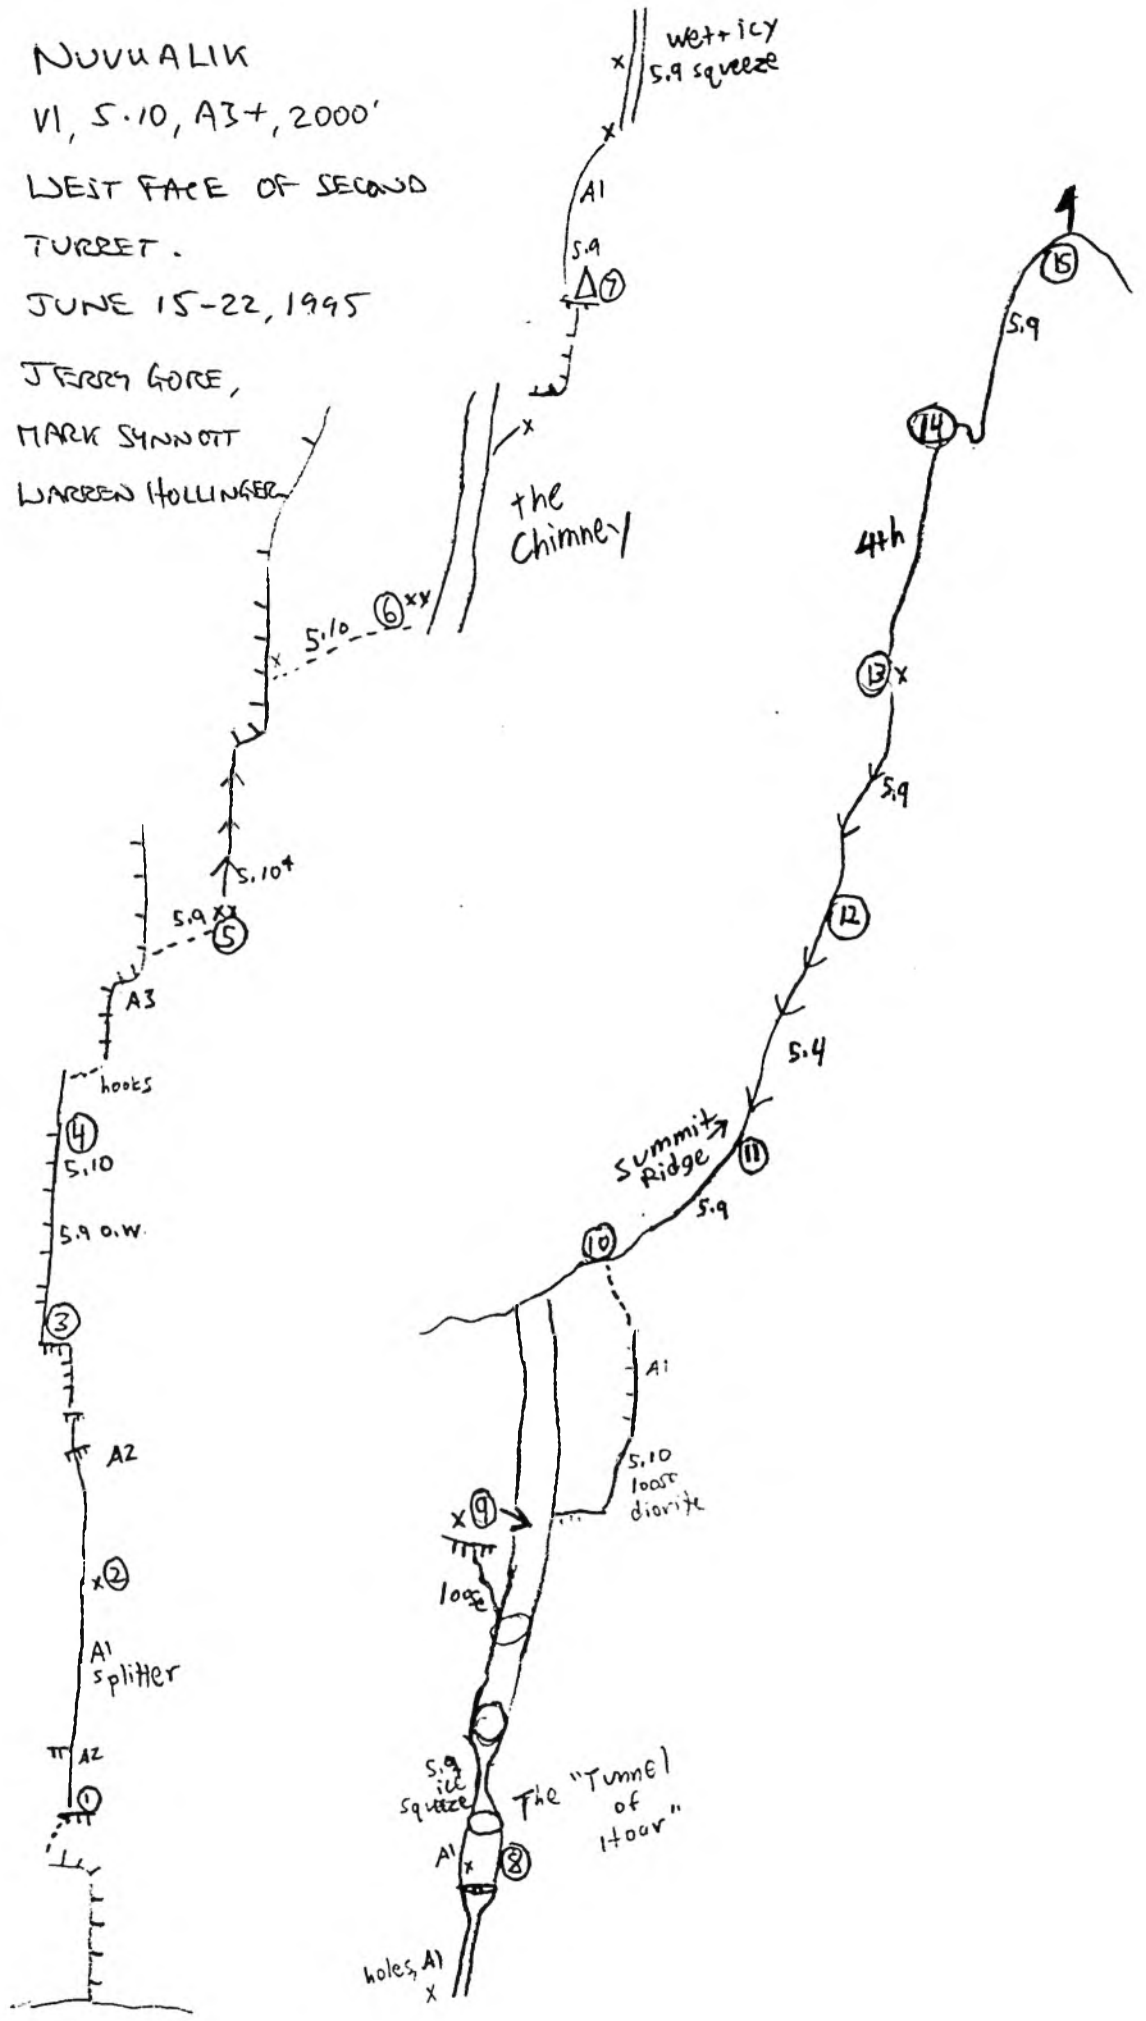 NUVUALIK
VI, 5.10, A3+, 2000'
WEST FACE OF SECOND
TURRET.
JUNE 15-22, 1995
JERRY GORE,
MARK SYNNOTT
WARREN HOLLINGER
wet + icy
5.9 squeeze
x
x
A1
5.9
7
x
the
Chimney
6 xx
5.10
x
5.10+
5.9 xx
5
A3
hooks
4
5.10
5.9 O.W.
3
A2
x 2
A1
splitter
A2
1
15
5.9
14
4th
13 x
5.9
12
5.4
Summit
Ridge
11
5.9
10
A1
5.10
loose
diorite
x 9
loose
5.9
ice
squeeze
The "Tunnel
of
Hour"
A1
x
8
holes, A1
x